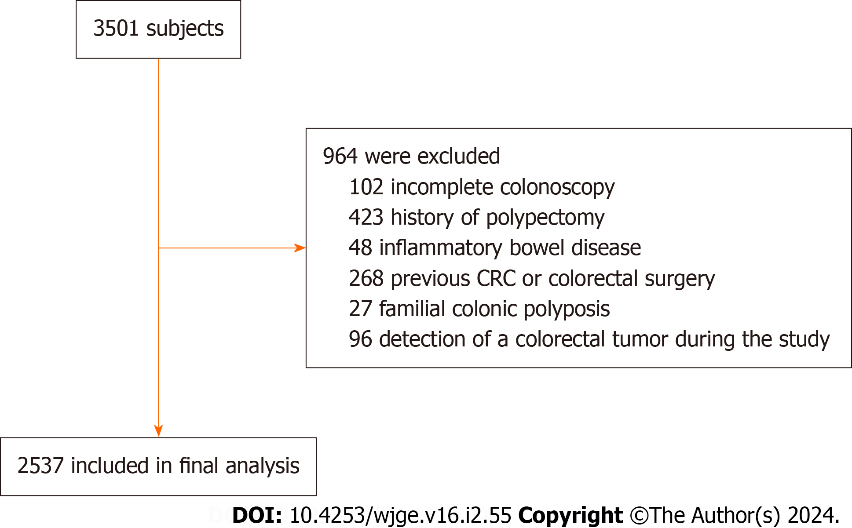 3501 subjects
964 were excluded
102 incomplete colonoscopy
423 history of polypectomy
48 inflammatory bowel disease
268 previous CRC or colorectal surgery
27 familial colonic polyposis
96 detection of a colorectal tumor during the study
2537 included in final analysis
DOI: 10.4253/wjge.v16.i2.55 Copyright ©The Author(s) 2024.